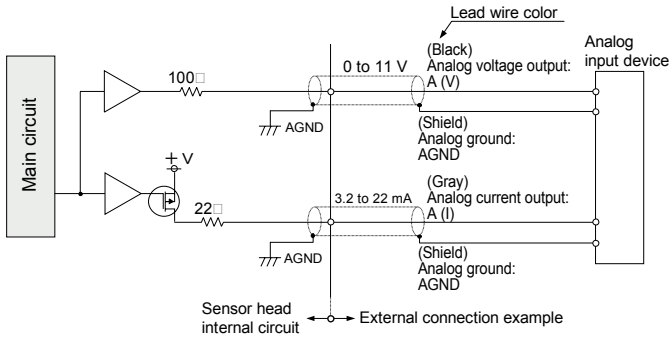 Lead wire color
Main circuit
100□
0 to 11 V
(Black)
Analog voltage output:
A (V)
Analog
input device
AGND
(Shield)
Analog ground:
AGND
+ V
22□
3.2 to 22 mA
(Gray)
Analog current output:
A (I)
AGND
(Shield)
Analog ground:
AGND
Sensor head
internal circuit
External connection example